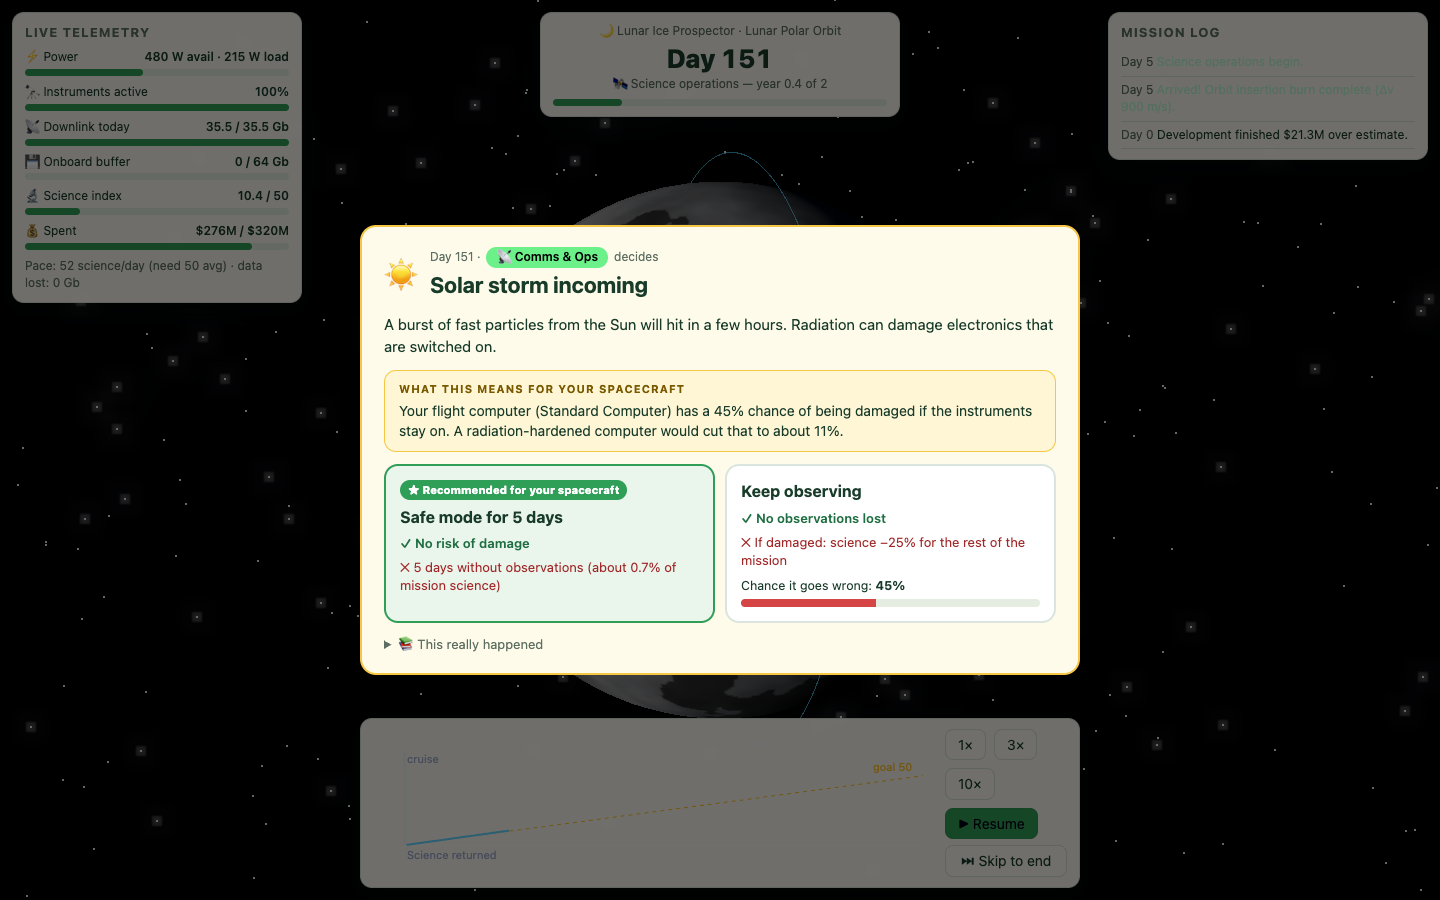 LIVE TELEMETRY
⚡ Power 480 W avail · 215 W load
🔭 Instruments active 100%
📡 Downlink today 35.5 / 35.5 Gb
💾 Onboard buffer 0 / 64 Gb
🔬 Science index 10.4 / 50
💰 Spent $276M / $320M
Pace: 52 science/day (need 50 avg) · data
lost: 0 Gb
🌙 Lunar Ice Prospector · Lunar Polar Orbit
Day 151
🛰️ Science operations — year 0.4 of 2
MISSION LOG
Day 5 Science operations begin.
Day 5 Arrived! Orbit insertion burn complete (Δv
900 m/s).
Day 0 Development finished $21.3M over estimate.
Day 151 · 📡 Comms & Ops decides
Solar storm incoming
A burst of fast particles from the Sun will hit in a few hours. Radiation can damage electronics that
are switched on.
WHAT THIS MEANS FOR YOUR SPACECRAFT
Your flight computer (Standard Computer) has a 45% chance of being damaged if the instruments
stay on. A radiation-hardened computer would cut that to about 11%.
★ Recommended for your spacecraft
Safe mode for 5 days
✓ No risk of damage
✕ 5 days without observations (about 0.7% of
mission science)
Keep observing
✓ No observations lost
✕ If damaged: science −25% for the rest of the
mission
Chance it goes wrong: 45%
▶ 📚 This really happened
cruise
goal 50
Science returned
1×
3×
10×
▶ Resume
⏭ Skip to end